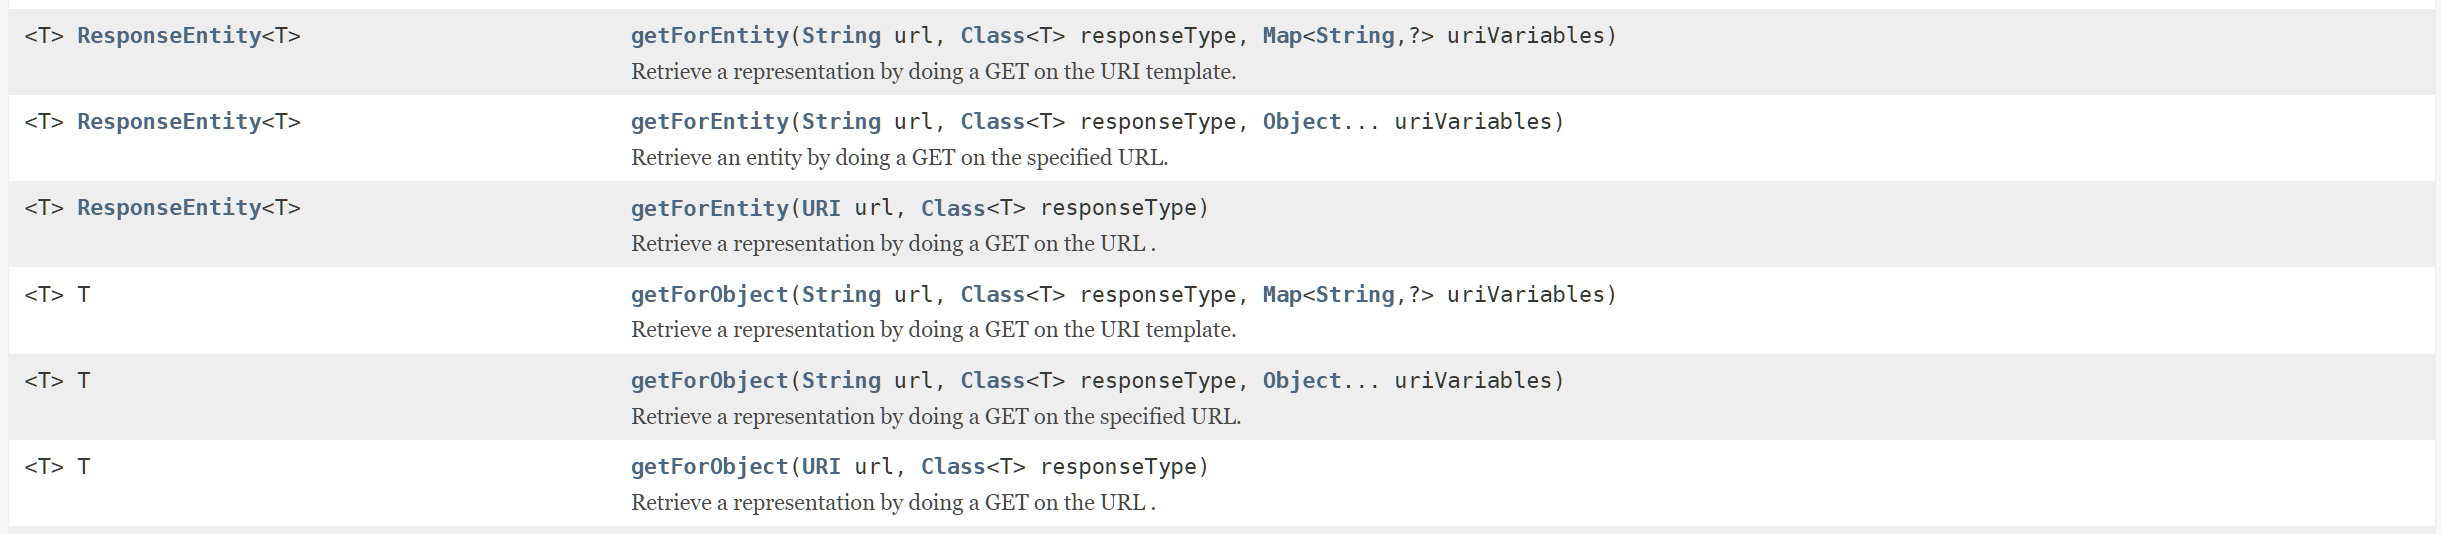 <T> ResponseEntity<T> getForEntity(String url, Class<T> responseType, Map<String,?> uriVariables)
Retrieve a representation by doing a GET on the URI template.
<T> ResponseEntity<T> getForEntity(String url, Class<T> responseType, Object... uriVariables)
Retrieve an entity by doing a GET on the specified URL.
<T> ResponseEntity<T> getForEntity(URI url, Class<T> responseType)
Retrieve a representation by doing a GET on the URL .
<T> T getForObject(String url, Class<T> responseType, Map<String,?> uriVariables)
Retrieve a representation by doing a GET on the URI template.
<T> T getForObject(String url, Class<T> responseType, Object... uriVariables)
Retrieve a representation by doing a GET on the specified URL.
<T> T getForObject(URI url, Class<T> responseType)
Retrieve a representation by doing a GET on the URL .